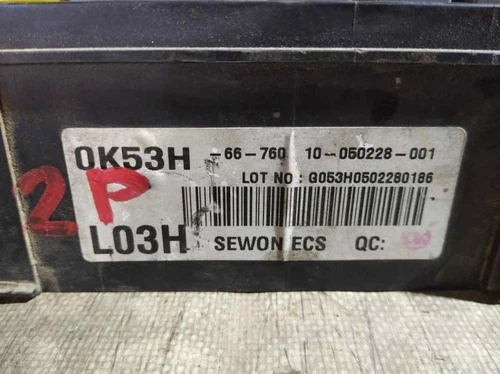 0K53H -66-760 10-050228-001
LOT NO: G053H0502280186
2P
L03H SEWON ECS QC: